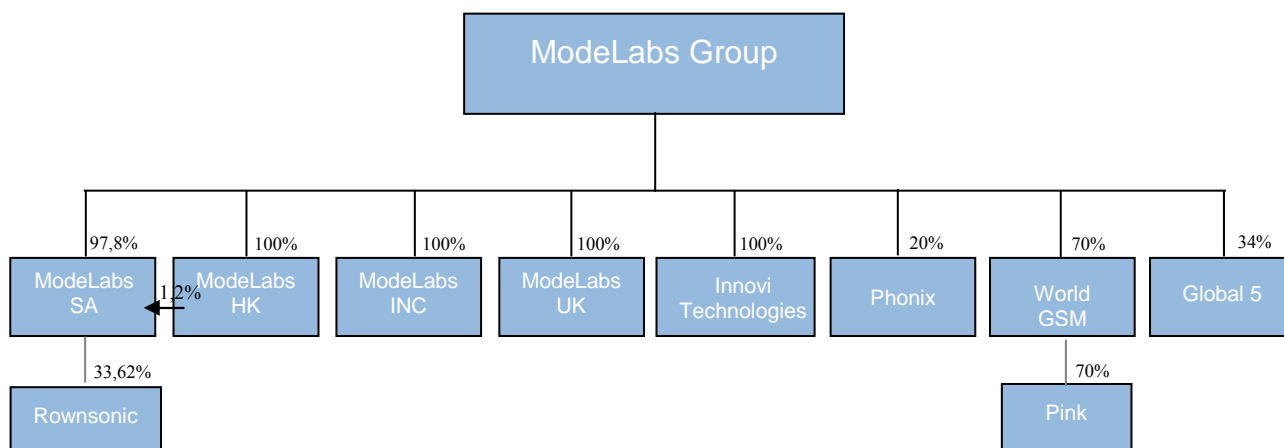 ModeLabs Group
97,8%
100%
100%
100%
100%
20%
70%
34%
ModeLabs
SA
1,2%
ModeLabs
HK
ModeLabs
INC
ModeLabs
UK
Innovi
Technologies
Phonix
World
GSM
Global 5
33,62%
70%
Rownsonic
Pink